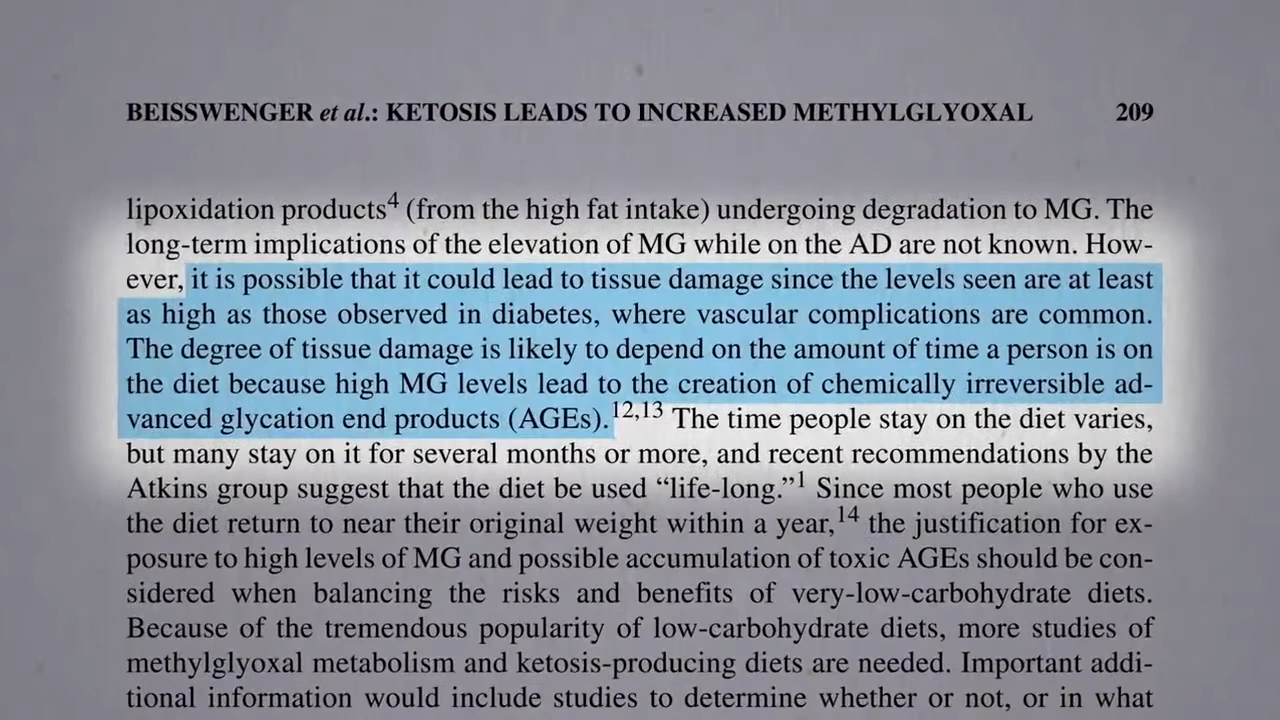 BEISSWENGER et al.: KETOSIS LEADS TO INCREASED METHYLGLYOXAL 209
lipoxidation products4 (from the high fat intake) undergoing degradation to MG. The
long-term implications of the elevation of MG while on the AD are not known. How-
ever, it is possible that it could lead to tissue damage since the levels seen are at least
as high as those observed in diabetes, where vascular complications are common.
The degree of tissue damage is likely to depend on the amount of time a person is on
the diet because high MG levels lead to the creation of chemically irreversible ad-
vanced glycation end products (AGEs).12,13 The time people stay on the diet varies,
but many stay on it for several months or more, and recent recommendations by the
Atkins group suggest that the diet be used “life-long.”1 Since most people who use
the diet return to near their original weight within a year,14 the justification for ex-
posure to high levels of MG and possible accumulation of toxic AGEs should be con-
sidered when balancing the risks and benefits of very-low-carbohydrate diets.
Because of the tremendous popularity of low-carbohydrate diets, more studies of
methylglyoxal metabolism and ketosis-producing diets are needed. Important addi-
tional information would include studies to determine whether or not, or in what